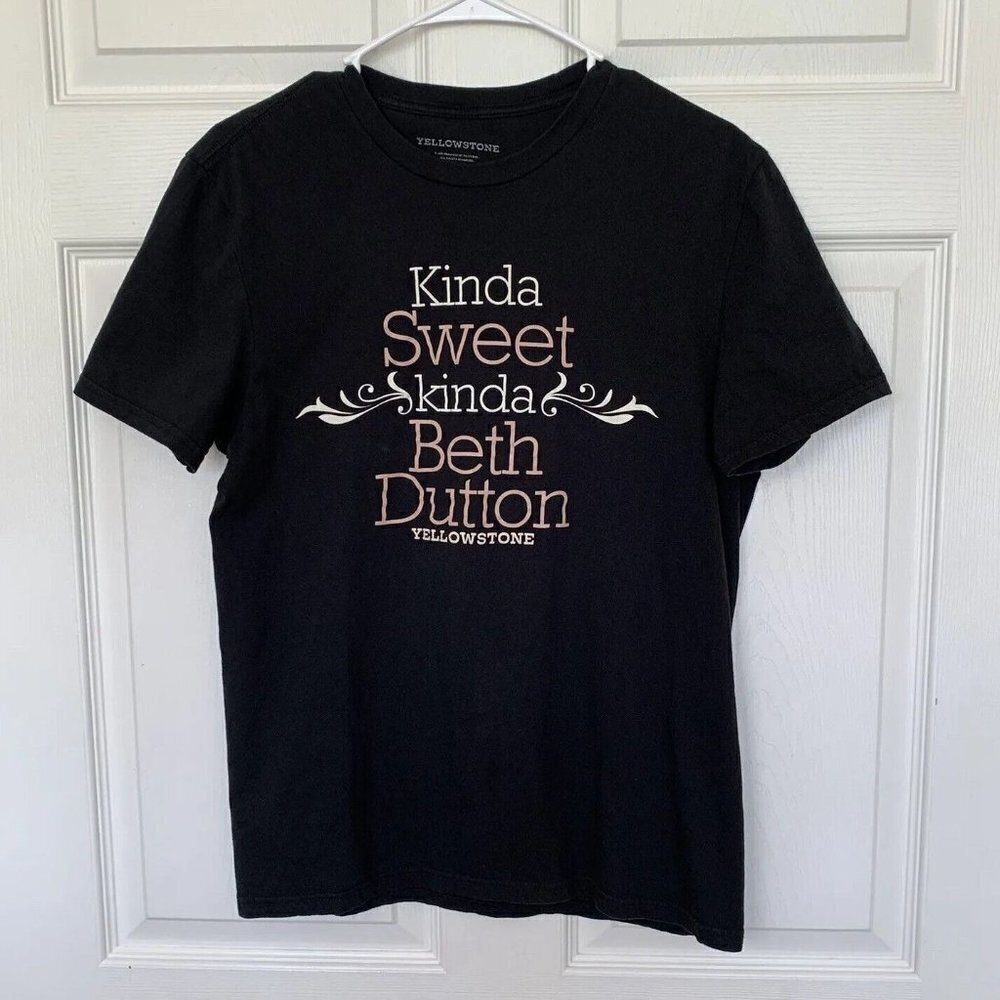 YELLOWSTONE
Kinda
Sweet
kinda
Beth
Dutton
YELLOWSTONE